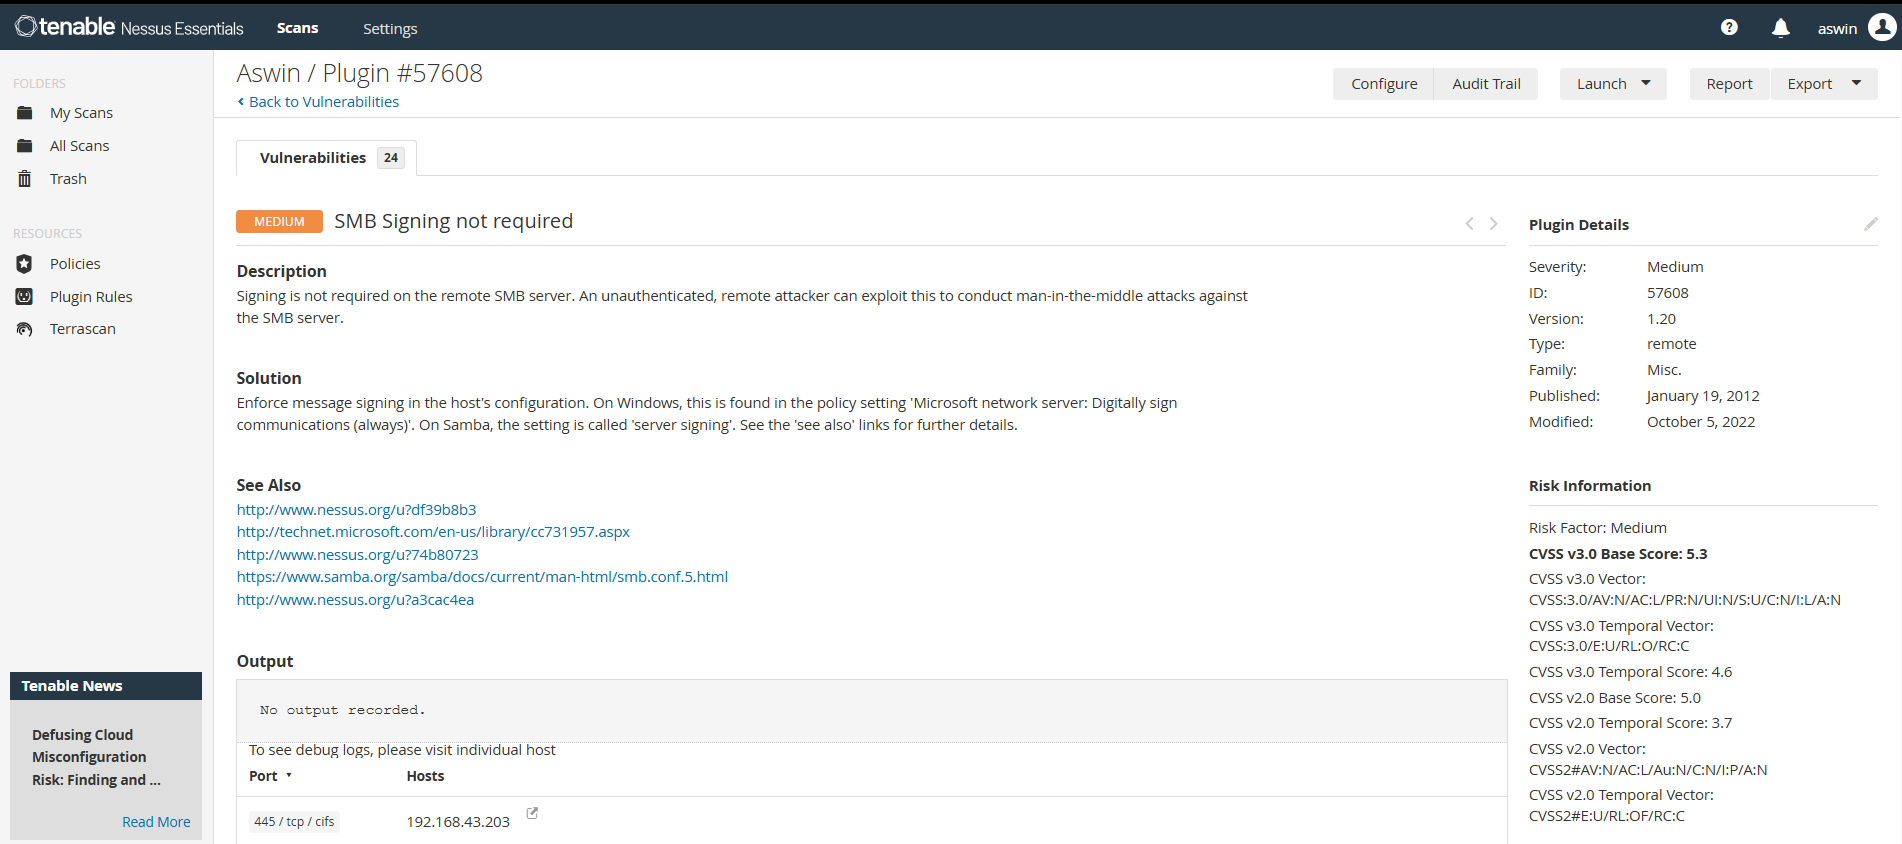 tenable Nessus Essentials Scans Settings ? aswin
FOLDERS
My Scans
All Scans
Trash
RESOURCES
Policies
Plugin Rules
Terrascan
Tenable News
Defusing Cloud
Misconfiguration
Risk: Finding and ...
Read More
Aswin / Plugin #57608
Back to Vulnerabilities
Configure Audit Trail Launch Report Export
Vulnerabilities 24
MEDIUM SMB Signing not required
Description
Signing is not required on the remote SMB server. An unauthenticated, remote attacker can exploit this to conduct man-in-the-middle attacks against
the SMB server.
Solution
Enforce message signing in the host's configuration. On Windows, this is found in the policy setting 'Microsoft network server: Digitally sign
communications (always)'. On Samba, the setting is called 'server signing'. See the 'see also' links for further details.
See Also
http://www.nessus.org/u?df39b8b3
http://technet.microsoft.com/en-us/library/cc731957.aspx
http://www.nessus.org/u?74b80723
https://www.samba.org/samba/docs/current/man-html/smb.conf.5.html
http://www.nessus.org/u?a3cac4ea
Output
No output recorded.
To see debug logs, please visit individual host
Port Hosts
445 / tcp / cifs 192.168.43.203
Plugin Details
Severity: Medium
ID: 57608
Version: 1.20
Type: remote
Family: Misc.
Published: January 19, 2012
Modified: October 5, 2022
Risk Information
Risk Factor: Medium
CVSS v3.0 Base Score: 5.3
CVSS v3.0 Vector:
CVSS:3.0/AV:N/AC:L/PR:N/UI:N/S:U/C:N/I:L/A:N
CVSS v3.0 Temporal Vector:
CVSS:3.0/E:U/RL:O/RC:C
CVSS v3.0 Temporal Score: 4.6
CVSS v2.0 Base Score: 5.0
CVSS v2.0 Temporal Score: 3.7
CVSS v2.0 Vector:
CVSS2#AV:N/AC:L/Au:N/C:N/I:P/A:N
CVSS v2.0 Temporal Vector:
CVSS2#E:U/RL:OF/RC:C